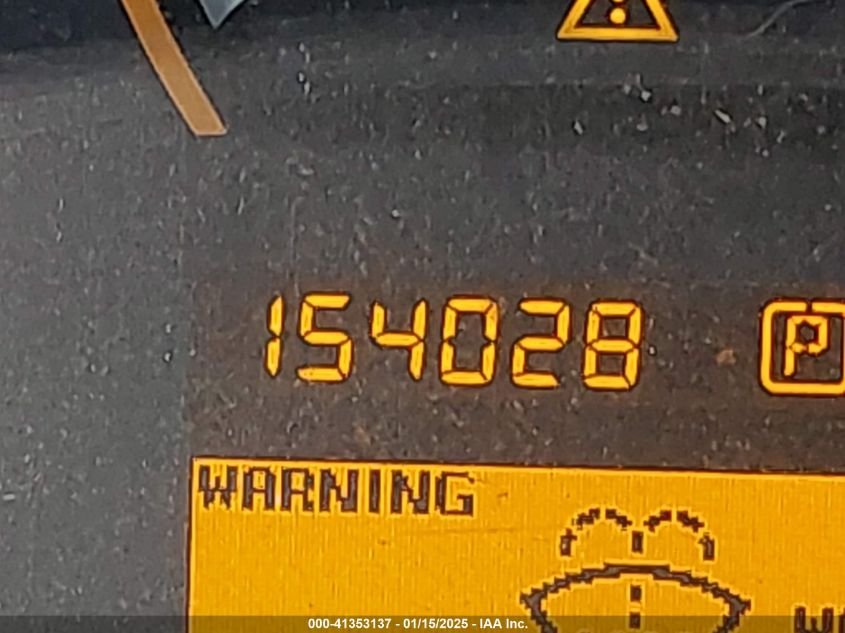 154028 P
WARNING
000-41353137 - 01/15/2025 - IAA Inc.